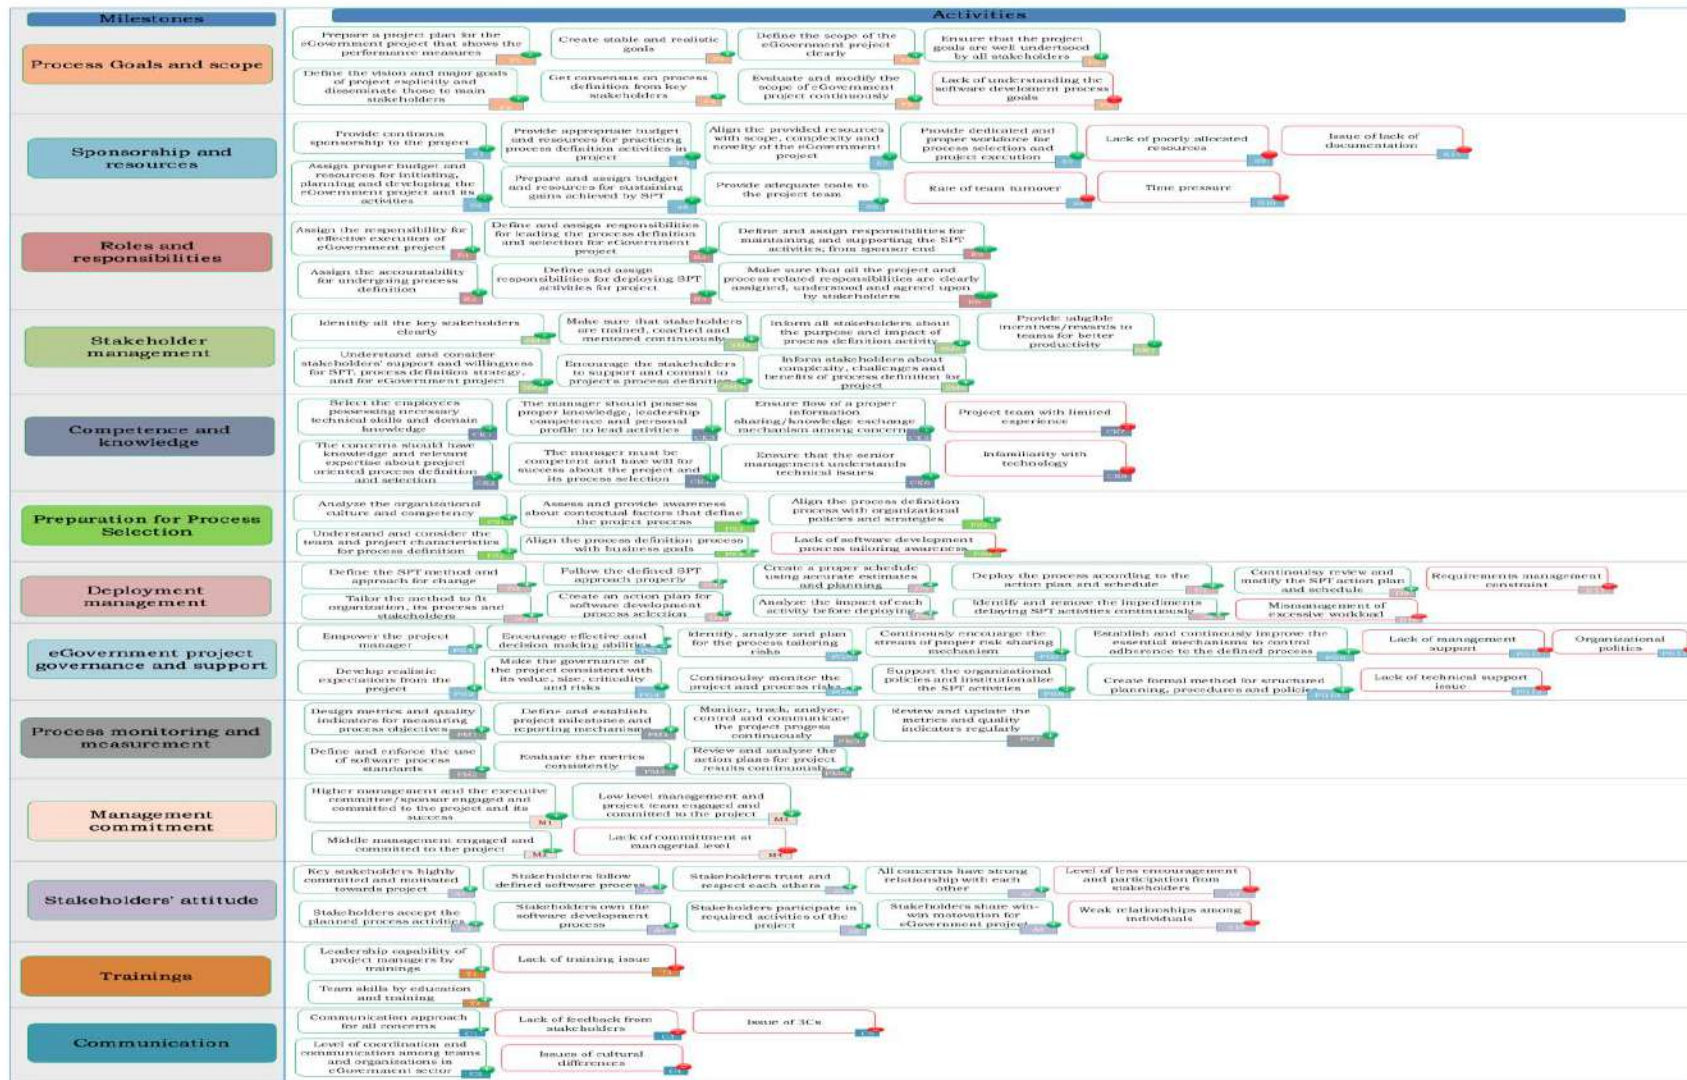 Milestones
Activities
Process Goals and scope
Prepare a project plan for the
eGovernment project that shows the
performance measures
Create stable and realistic
goals
Define the scope of the
eGovernment project
clearly
Ensure that the project
goals are well undertsood
by all stakeholders
Define the vision and major goals
of project explicitly and
disseminate those to main
stakeholders
Get consensus on process
definition from key
stakeholders
Evaluate and modify the
scope of eGovernment
project continuously
Lack of understanding the
software develoment process
goals
Sponsorship and
resources
Provide continous
sponsorship to the project
Provide appropriate budget
and resources for practicing
process definition activities in
project
Align the provided resources
with scope, complexity and
novelty of the eGovernment
project
Provide dedicated and
proper workforce for
process selection and
project execution
Lack of poorly allocated
resources
Issue of lack of
documentation
Assign proper budget and
resources for initiating,
planning and developing the
eGovernment project and its
activities
Prepare and assign budget
and resources for sustaining
gains achieved by SPT
Provide adequate tools to
the project team
Rate of team turnover
Time pressure
Roles and
responsibilities
Assign the responsibility for
effective execution of
eGovernment project
Define and assign responsibilities
for leading the process definition
and selection for eGovernment
project
Define and assign responsibilities for
maintaining and supporting the SPT
activities; from sponsor end
Assign the accountability
for undergoing process
definition
Define and assign
responsibilities for deploying SPT
activities for project
Make sure that all the project and
process related responsibilities are clearly
assigned, understood and agreed upon
by stakeholders
Stakeholder
management
Identify all the key stakeholders
clearly
Make sure that stakeholders
are trained, coached and
mentored continuously
Inform all stakeholders about
the purpose and impact of
process definition activity
Provide tangible
incentives/rewards to
teams for better
productivity
Understand and consider
stakeholders' support and willingness
for SPT, process definition strategy,
and for eGovernment project
Encourage the stakeholders
to support and commit to
project's process definition
Inform stakeholders about
complexity, challenges and
benefits of process definition for
project
Competence and
knowledge
Select the employees
possessing necessary
technical skills and domain
knowledge
The manager should possess
proper knowledge, leadership
competence and personal
profile to lead activities
Ensure flow of a proper
information
sharing/knowledge exchange
mechanism among concern
Project team with limited
experience
The concerns should have
knowledge and relevant
expertise about project
oriented process definition
and selection
The manager must be
competent and have will for
success about the project and
its process selection
Ensure that the senior
management understands
technical issues
Infamiliarity with
technology
Preparation for Process
Selection
Analyze the organizational
culture and competency
Assess and provide awareness
about contextual factors that define
the project process
Align the process definition
process with organizational
policies and strategies
Understand and consider the
team and project characteristics
for process definition
Align the process definition process
with business goals
Lack of software development
process tailoring awareness
Deployment
management
Define the SPT method and
approach for change
Follow the defined SPT
approach properly
Create a proper schedule
using accurate estimates
and planning
Deploy the process according to the
action plan and schedule
Continoulsy review and
modify the SPT action plan
and schedule
Requirements management
constraint
Tailor the method to fit
organization, its process and
stakeholders
Create an action plan for
software development
process selection
Analyze the impact of each
activity before deploying
Identify and remove the impediments
delaying SPT activities continuously
Mismanagement of
excessive workload
eGovernment project
governance and support
Empower the project
manager
Encourage effective and
decision making abilities
Identify, analyze and plan
for the process tailoring
risks
Continously encouarge the
stream of proper risk sharing
mechanism
Establish and continously improve the
essential mechanisms to control
adherence to the defined process
Lack of management
support
Organizational
politics
Develop realistic
expectations from the
project
Make the governance of
the project consistent with
its value, size, criticality
and risks
Continoulsy monitor the
project and process risks
Support the organizational
policies and institutionalize
the SPT activities
Create formal method for structured
planning, procedures and policie
Lack of technical support
issue
Process monitoring and
measurement
Design metrics and quality
indicators for measuring
process objectives
Define and establish
project milestones and
reporting mechanism
Monitor, track, analyze,
control and communicate
the project progess
continuously
Review and update the
metrics and quality
indicators regularly
Define and enforce the use
of software process
standards
Evaluate the metrics
consistently
Review and analyze the
action plans for project
results continuously
Management
commitment
Higher management and the executive
committee/sponsor engaged and
committed to the project and its
success
M1
Low level management and
project team engaged and
committed to the project
M3
Middle management engaged and
committed to the project
M2
Lack of committment at
managerial level
M4
Stakeholders' attitude
Key stakeholders highly
committed and motivated
towards project
Stakeholders follow
defined software process
Stakeholders trust and
respect each others
All concerns have strong
relationship with each
other
Level of less encouragement
and participation from
stakeholders
Stakeholders accept the
planned process activities
Stakeholders own the
software development
process
Stakeholders participate in
required activities of the
project
Stakeholders share win-
win motovation for
eGovernment project
Weak relationships among
individuals
Trainings
Leadership capability of
project managers by
trainings
Lack of training issue
Team skills by education
and training
Communication
Communication approach
for all concerns
Lack of feedback from
stakeholders
Issue of 3Cs
Level of coordination and
communication among teams
and organizations in
eGovernment sector
Issues of cultural
differences